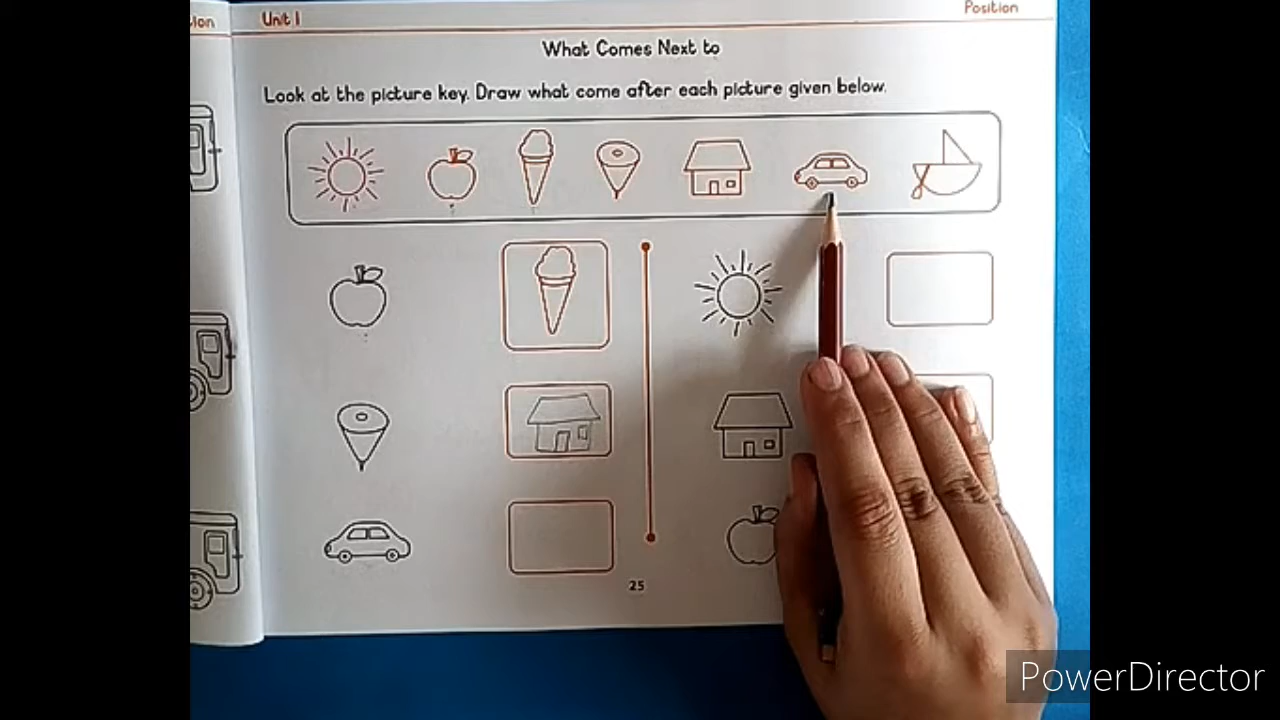 ion
Unit 1
Position
What Comes Next to
Look at the picture key. Draw what come after each picture given below.
25
PowerDirector